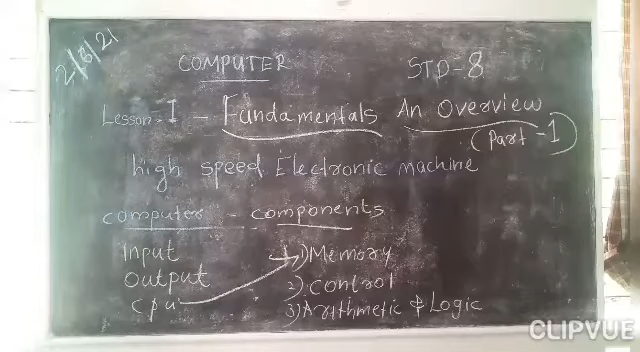 2/8/21
COMPUTER STD-8
Lesson-I - Fundamentals An Overview
(Part-1)
high speed Electronic machine
computer - components
Input 1) Memory
Output 2) control
cpu 3) Arithmetic & Logic
CLIPVUE